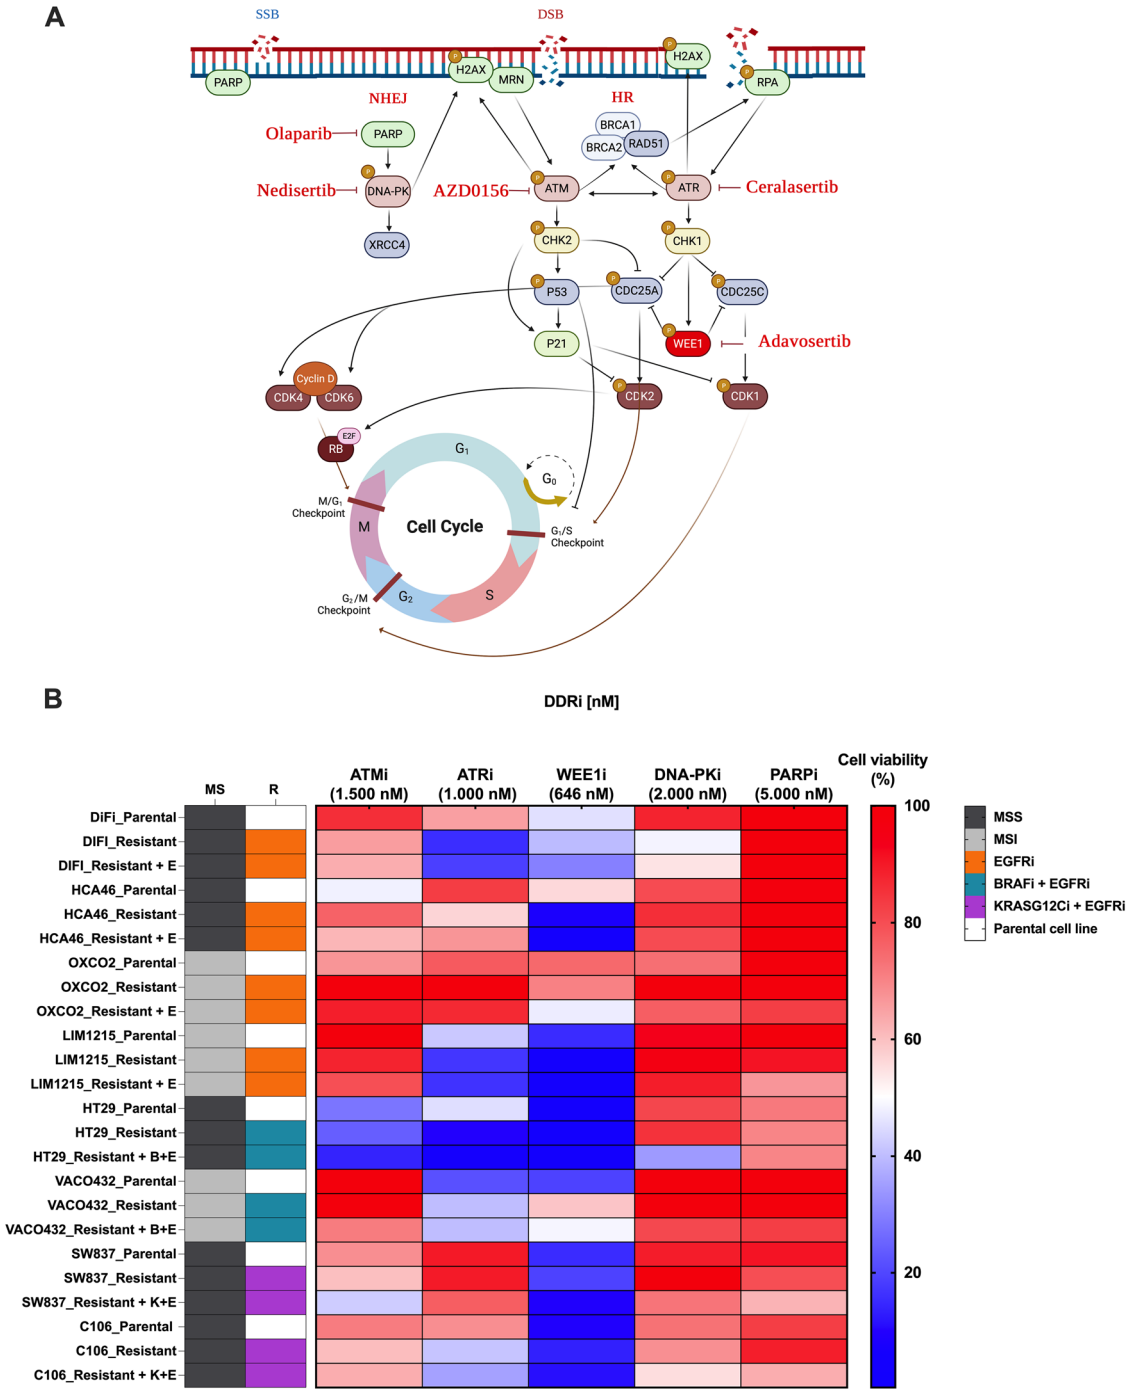 A
SSB
DSB
P
H2AX
P
H2AX
MRN
P
RPA
PARP
NHEJ
HR
BRCA1
BRCA2
RAD51
Olaparib
PARP
P
DNA-PK
Nedisertib
AZD0156
P
ATM
P
ATR
Ceralasertib
XRCC4
P
CHK2
P
CHK1
P
P53
P
CDC25A
P
CDC25C
P21
P
WEE1
Adavosertib
Cyclin D
CDK4
CDK6
P
CDK2
P
CDK1
E2F
RB
G1
G0
M/G1
Checkpoint
M
Cell Cycle
G1/S
Checkpoint
G2/M
Checkpoint
G2
S
B
DDRi [nM]
MS
R
ATMi
(1.500 nM)
ATRi
(1.000 nM)
WEE1i
(646 nM)
DNA-PKi
(2.000 nM)
PARPi
(5.000 nM)
Cell viability
(%)
DiFi_Parental
DIFI_Resistant
DIFI_Resistant + E
HCA46_Parental
HCA46_Resistant
HCA46_Resistant + E
OXCO2_Parental
OXCO2_Resistant
OXCO2_Resistant + E
LIM1215_Parental
LIM1215_Resistant
LIM1215_Resistant + E
HT29_Parental
HT29_Resistant
HT29_Resistant + B+E
VACO432_Parental
VACO432_Resistant
VACO432_Resistant + B+E
SW837_Parental
SW837_Resistant
SW837_Resistant + K+E
C106_Parental
C106_Resistant
C106_Resistant + K+E
100
80
60
40
20
MSS
MSI
EGFRi
BRAFi + EGFRi
KRASG12Ci + EGFRi
Parental cell line